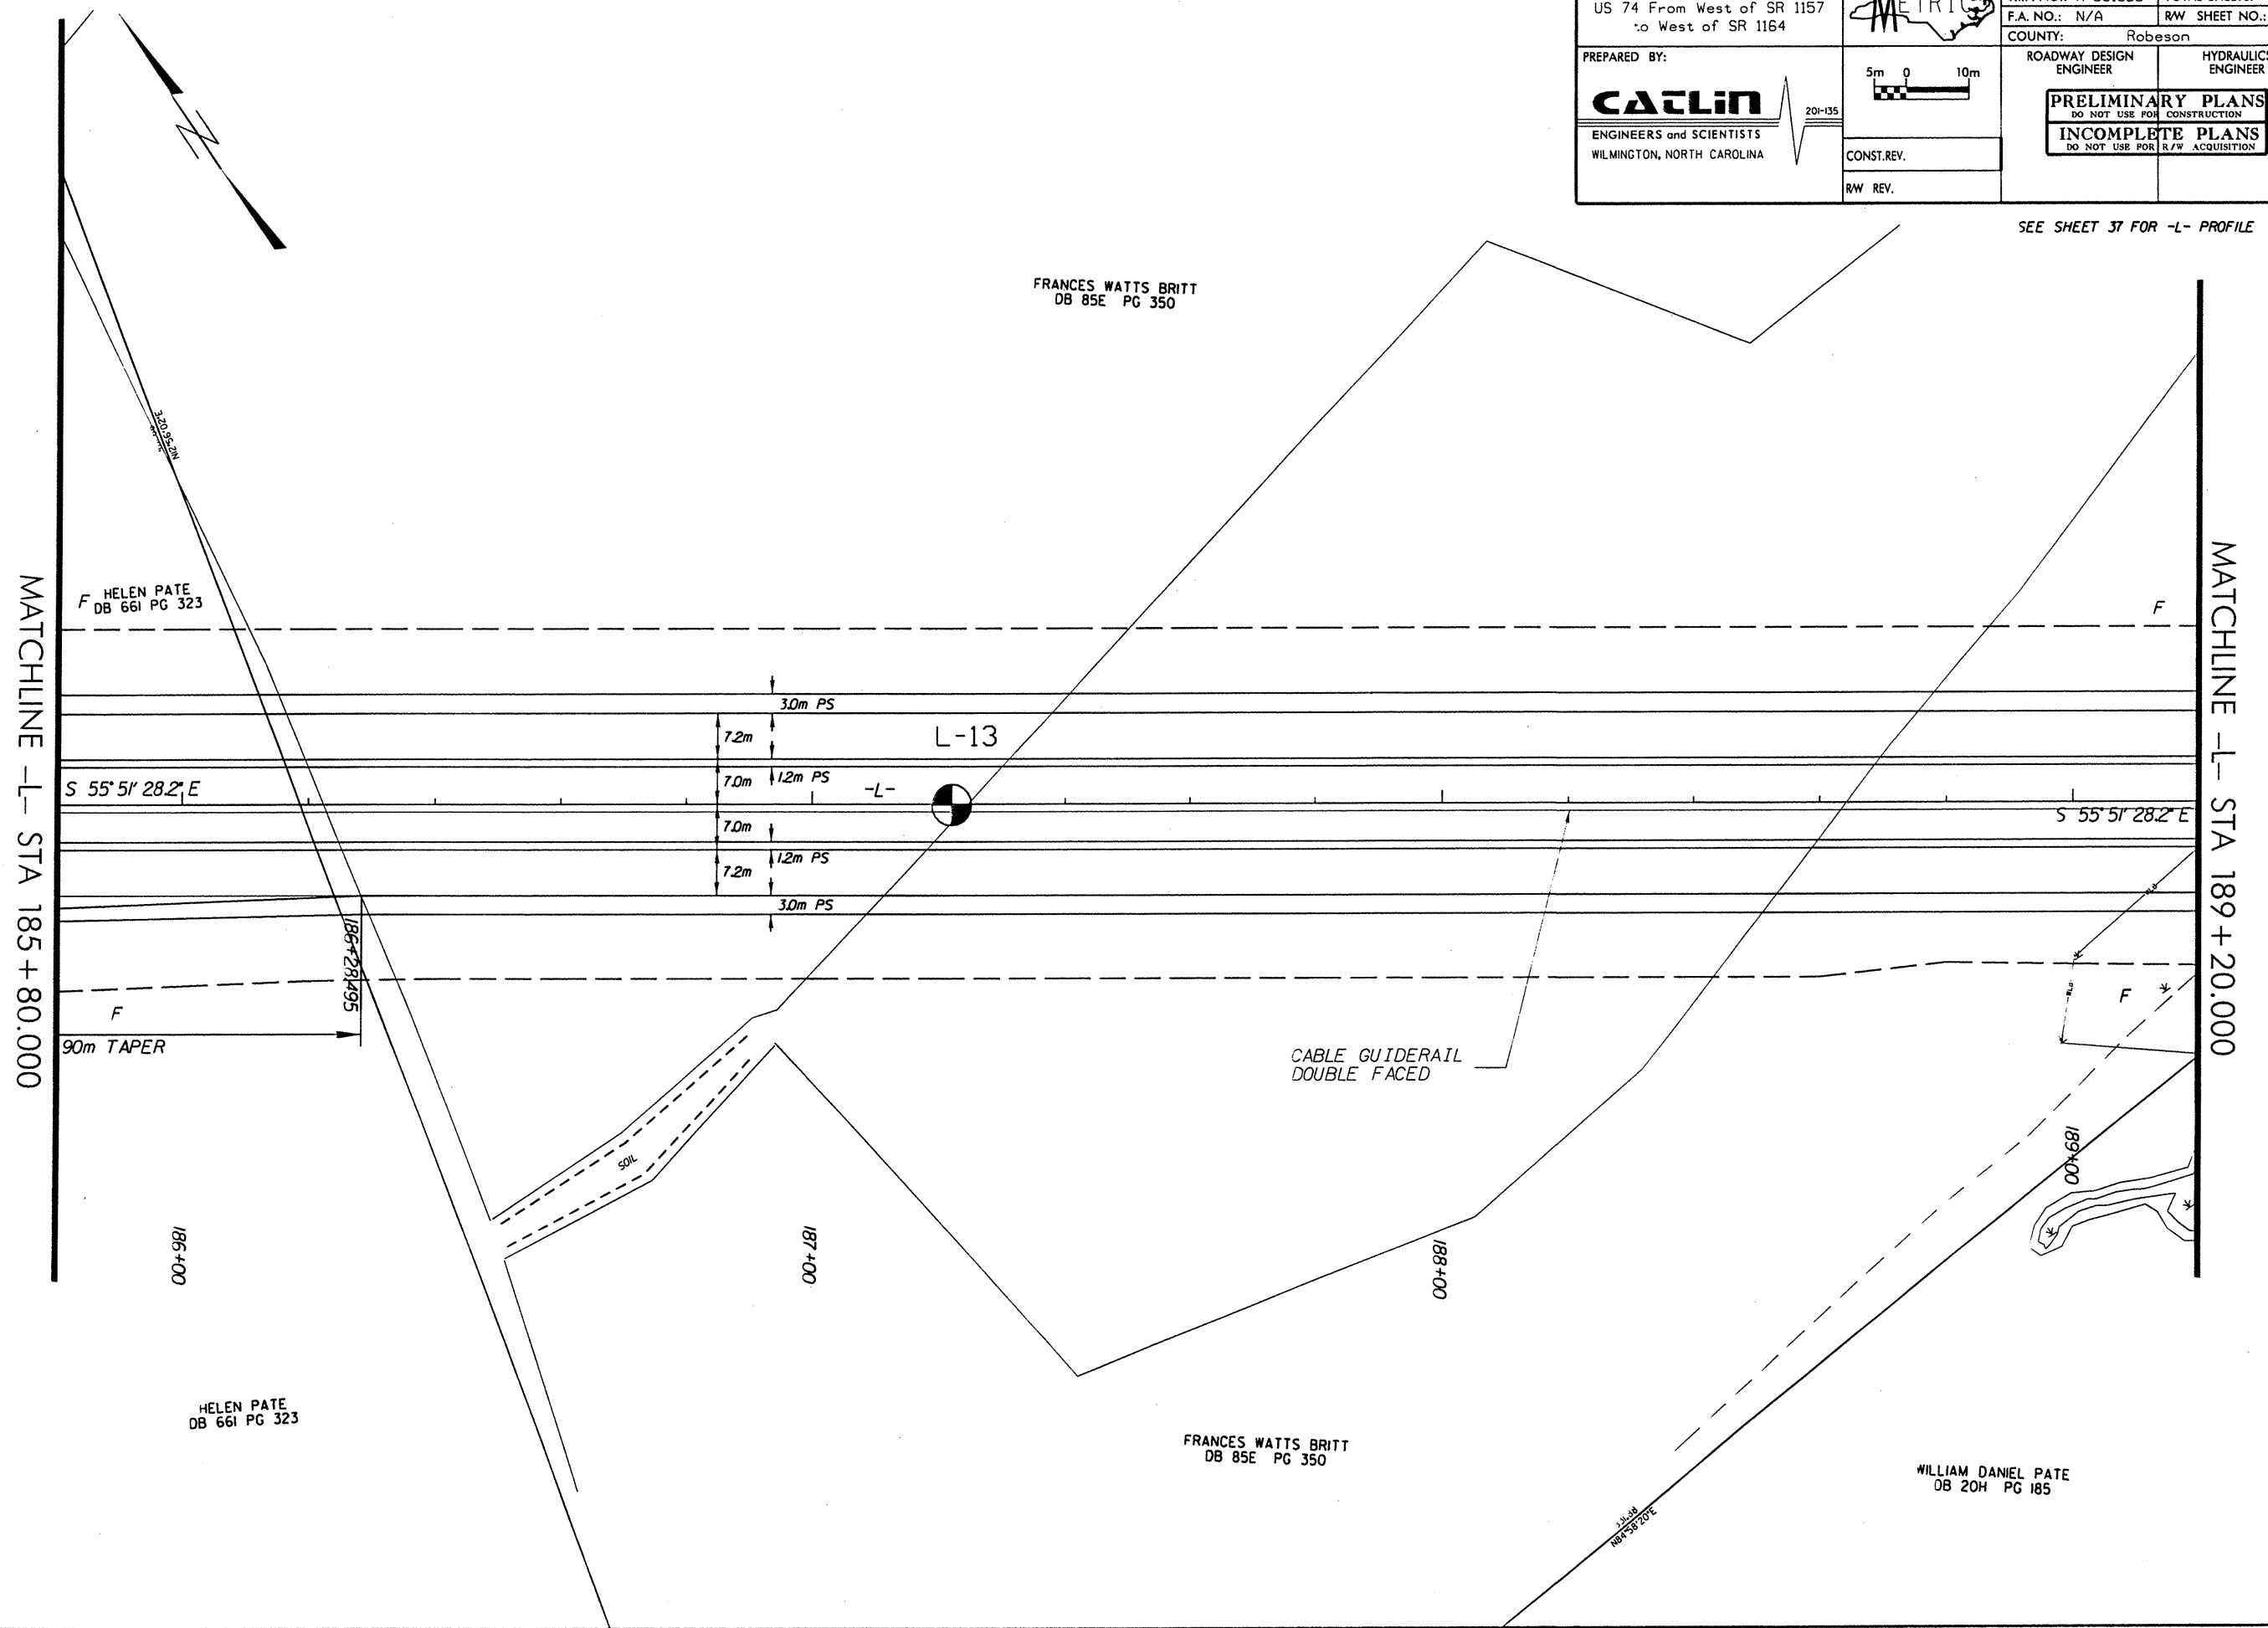 US 74 From West of SR 1157
to West of SR 1164
METRIC
F.A. NO.: N/A
R/W SHEET NO.:
COUNTY: Robeson
PREPARED BY:
CATLIN
201-135
ENGINEERS and SCIENTISTS
WILMINGTON, NORTH CAROLINA
5m 0 10m
CONST.REV.
R/W REV.
ROADWAY DESIGN
ENGINEER
HYDRAULICS
ENGINEER
PRELIMINARY PLANS
DO NOT USE FOR CONSTRUCTION
INCOMPLETE PLANS
DO NOT USE FOR R/W ACQUISITION
SEE SHEET 37 FOR -L- PROFILE
FRANCES WATTS BRITT
DB 85E PG 350
N12°56'02"E
MATCHLINE -L- STA 185+80.000
MATCHLINE -L- STA 189+20.000
F
HELEN PATE
DB 661 PG 323
F
3.0m PS
7.2m
L-13
7.0m
1.2m PS
S 55° 51' 28.2" E
-L-
S 55° 51' 28.2" E
7.0m
1.2m PS
7.2m
3.0m PS
186+28.495
F
F
90m TAPER
CABLE GUIDERAIL
DOUBLE FACED
SOIL
189+00
186+00
187+00
188+00
HELEN PATE
DB 661 PG 323
FRANCES WATTS BRITT
DB 85E PG 350
WILLIAM DANIEL PATE
DB 20H PG 185
N84°58'20"E